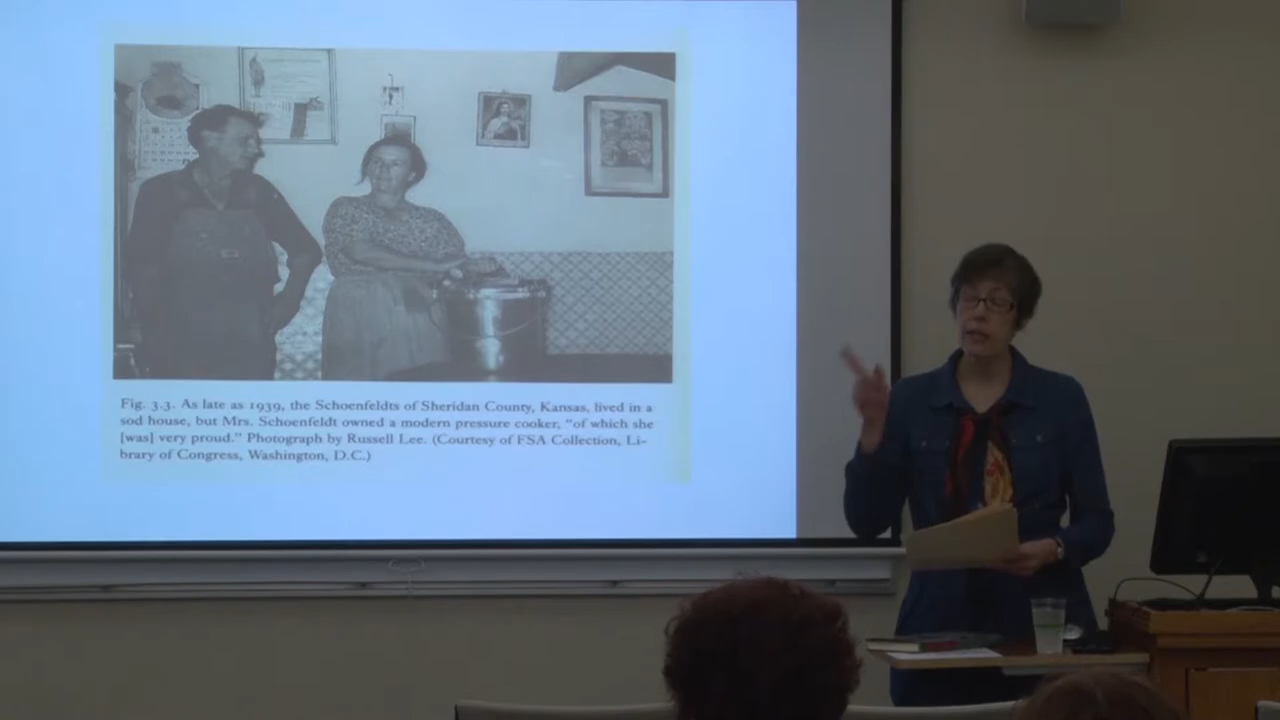 Fig. 3.3. As late as 1939, the Schoenfeldts of Sheridan County, Kansas, lived in a
sod house, but Mrs. Schoenfeldt owned a modern pressure cooker, “of which she
[was] very proud.” Photograph by Russell Lee. (Courtesy of FSA Collection, Li-
brary of Congress, Washington, D.C.)